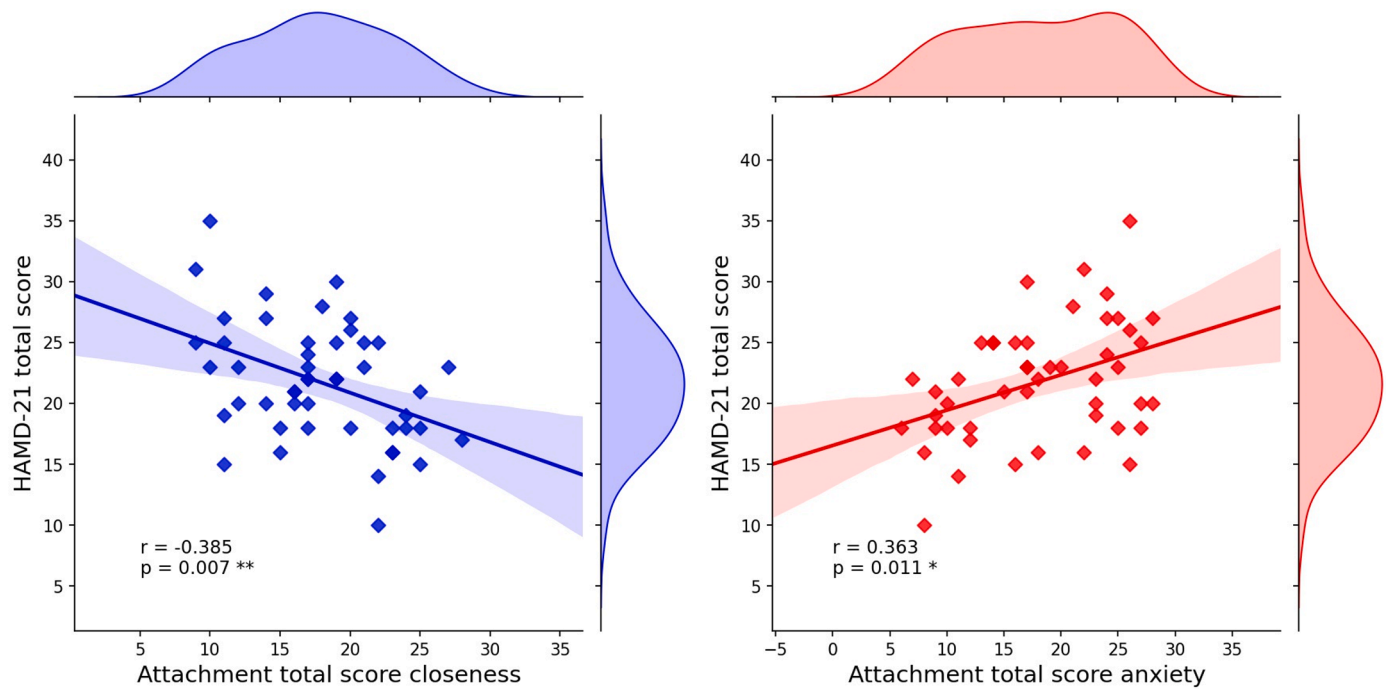 HAMD-21 total score
40
35
30
25
20
15
10
5
r = -0.385
p = 0.007 **
5 10 15 20 25 30 35
Attachment total score closeness
HAMD-21 total score
40
35
30
25
20
15
10
5
r = 0.363
p = 0.011 *
−5 0 5 10 15 20 25 30 35
Attachment total score anxiety